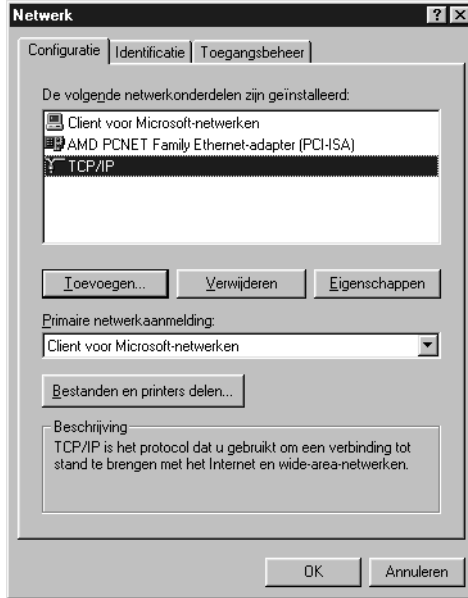 Netwerk
Configuratie Identificatie Toegangsbeheer
De volgende netwerkonderdelen zijn geïnstalleerd:
Client voor Microsoft-netwerken
AMD PCNET Family Ethernet-adapter (PCI-ISA)
TCP/IP
Toevoegen... Verwijderen Eigenschappen
Primaire netwerkaanmelding:
Client voor Microsoft-netwerken
Bestanden en printers delen...
Beschrijving
TCP/IP is het protocol dat u gebruikt om een verbinding tot
stand te brengen met het Internet en wide-area-netwerken.
OK Annuleren